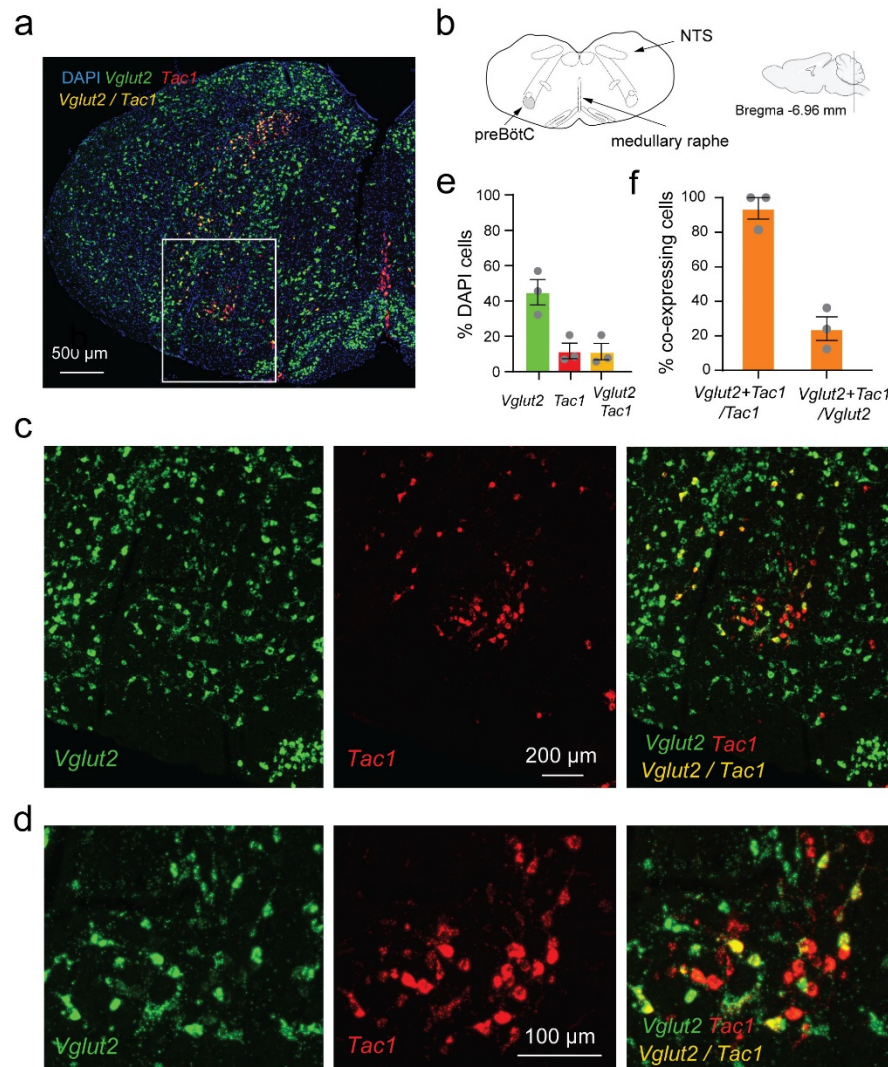 a
DAPI Vglut2 Tac1
Vglut2 / Tac1
h
500 µm
b
NTS
preBötC
medullary raphe
Bregma -6.96 mm
e
% DAPI cells
100
80
60
40
20
0
Vglut2
Tac1
Vglut2
Tac1
f
% co-expressing cells
100
80
60
40
20
0
Vglut2+Tac1
/Tac1
Vglut2+Tac1
/Vglut2
c
Vglut2
Tac1
200 µm
Vglut2 Tac1
Vglut2 / Tac1
d
Vglut2
Tac1
100 µm
Vglut2 Tac1
Vglut2 / Tac1